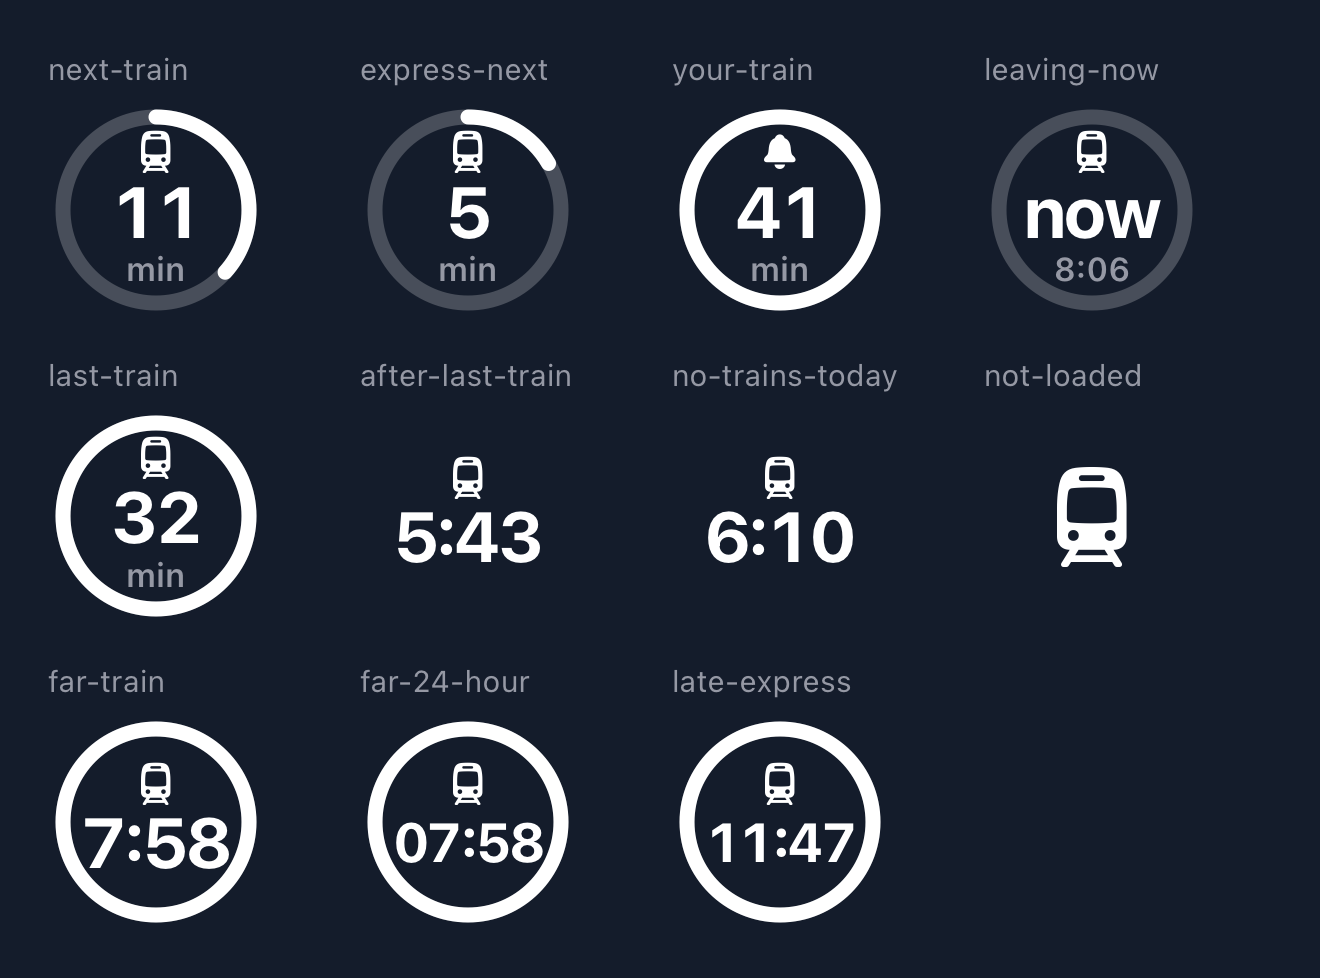 next-train
express-next
your-train
leaving-now
11
min
5
min
41
min
now
8:06
last-train
after-last-train
no-trains-today
not-loaded
32
min
5:43
6:10
far-train
far-24-hour
late-express
7:58
07:58
11:47